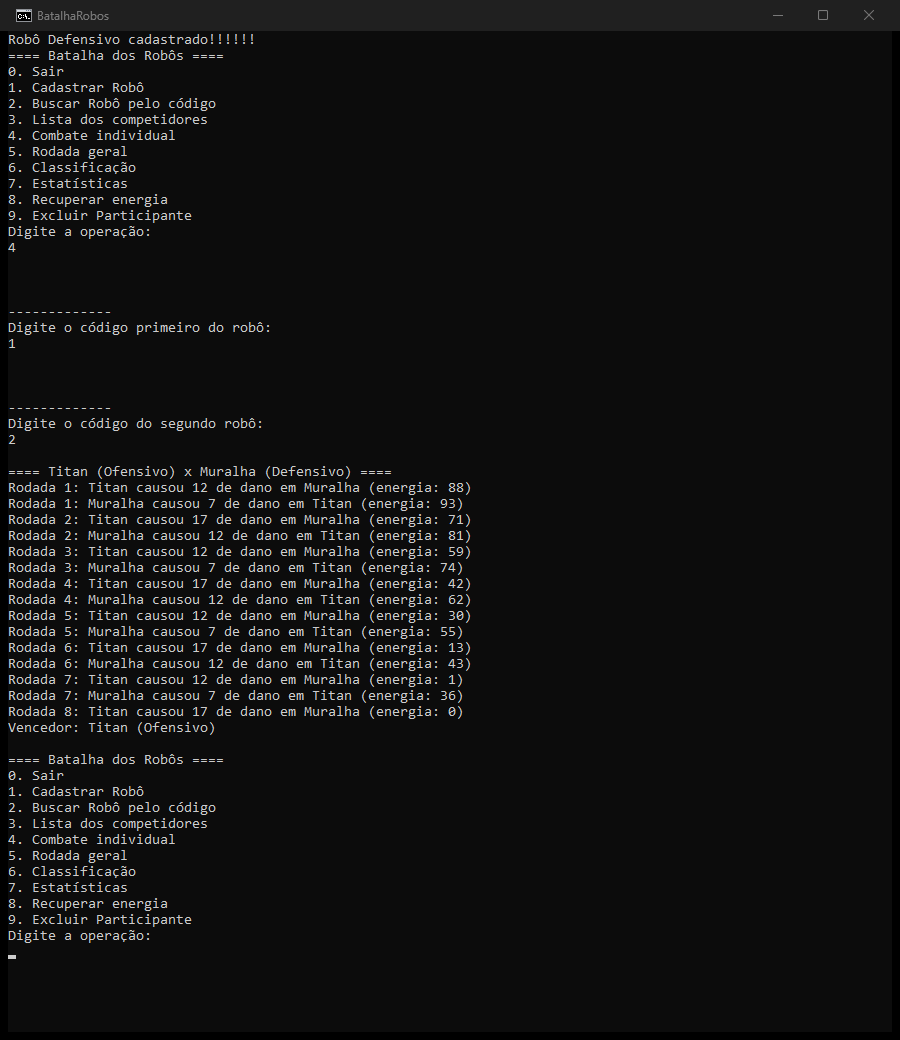 BatalhaRobos
Robô Defensivo cadastrado!!!!!!
==== Batalha dos Robôs ====
0. Sair
1. Cadastrar Robô
2. Buscar Robô pelo código
3. Lista dos competidores
4. Combate individual
5. Rodada geral
6. Classificação
7. Estatísticas
8. Recuperar energia
9. Excluir Participante
Digite a operação:
4
-------------
Digite o código primeiro do robô:
1
-------------
Digite o código do segundo robô:
2
==== Titan (Ofensivo) x Muralha (Defensivo) ====
Rodada 1: Titan causou 12 de dano em Muralha (energia: 88)
Rodada 1: Muralha causou 7 de dano em Titan (energia: 93)
Rodada 2: Titan causou 17 de dano em Muralha (energia: 71)
Rodada 2: Muralha causou 12 de dano em Titan (energia: 81)
Rodada 3: Titan causou 12 de dano em Muralha (energia: 59)
Rodada 3: Muralha causou 7 de dano em Titan (energia: 74)
Rodada 4: Titan causou 17 de dano em Muralha (energia: 42)
Rodada 4: Muralha causou 12 de dano em Titan (energia: 62)
Rodada 5: Titan causou 12 de dano em Muralha (energia: 30)
Rodada 5: Muralha causou 7 de dano em Titan (energia: 55)
Rodada 6: Titan causou 17 de dano em Muralha (energia: 13)
Rodada 6: Muralha causou 12 de dano em Titan (energia: 43)
Rodada 7: Titan causou 12 de dano em Muralha (energia: 1)
Rodada 7: Muralha causou 7 de dano em Titan (energia: 36)
Rodada 8: Titan causou 17 de dano em Muralha (energia: 0)
Vencedor: Titan (Ofensivo)
==== Batalha dos Robôs ====
0. Sair
1. Cadastrar Robô
2. Buscar Robô pelo código
3. Lista dos competidores
4. Combate individual
5. Rodada geral
6. Classificação
7. Estatísticas
8. Recuperar energia
9. Excluir Participante
Digite a operação: